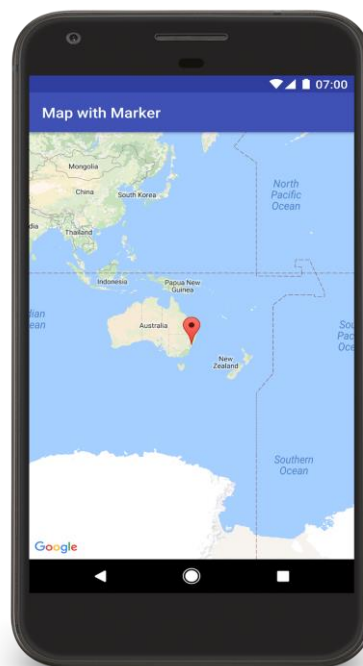 07:00
Map with Marker
Mongolia
China
South Korea
North
Pacific
Ocean
Thailand
Indonesia
Papua New
Guinea
Australia
New
Zealand
Southern
Ocean
Google